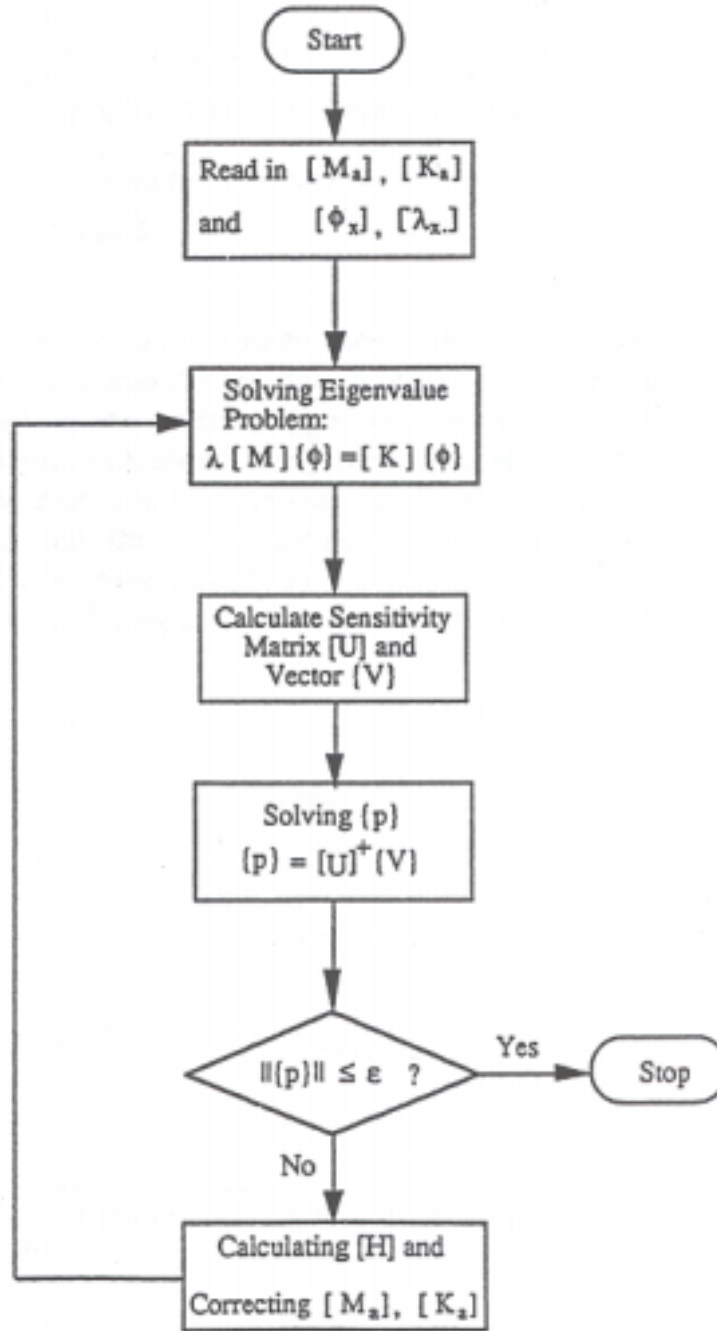 Start
Read in [Mₐ], [Kₐ]
and [ϕₓ], [λₓ.]
Solving Eigenvalue
Problem:
λ [M]{ϕ}=[K]{ϕ}
Calculate Sensitivity
Matrix [U] and
Vector {V}
Solving {p}
{p} = [U]⁺{V}
||{p}|| ≤ ε ?
Yes
Stop
No
Calculating [H] and
Correcting [Mₐ], [Kₐ]